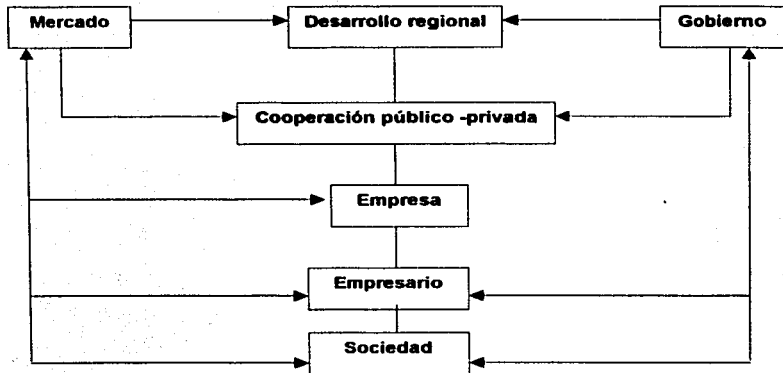 Mercado
Desarrollo regional
Gobierno
Cooperación público -privada
Empresa
Empresario
Sociedad